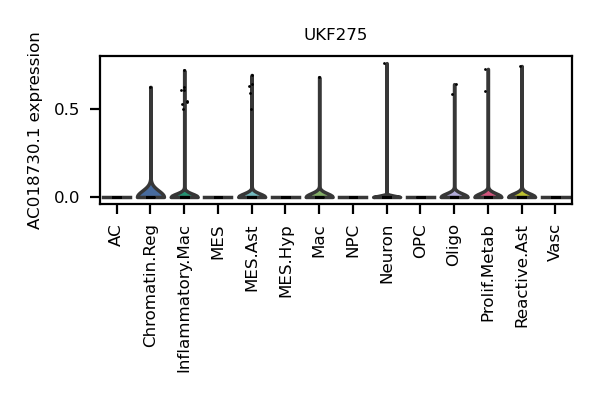 UKF275
AC018730.1 expression
0.5
0.0
AC
Chromatin.Reg
Inflammatory.Mac
MES
MES.Ast
MES.Hyp
Mac
NPC
Neuron
OPC
Oligo
Prolif.Metab
Reactive.Ast
Vasc